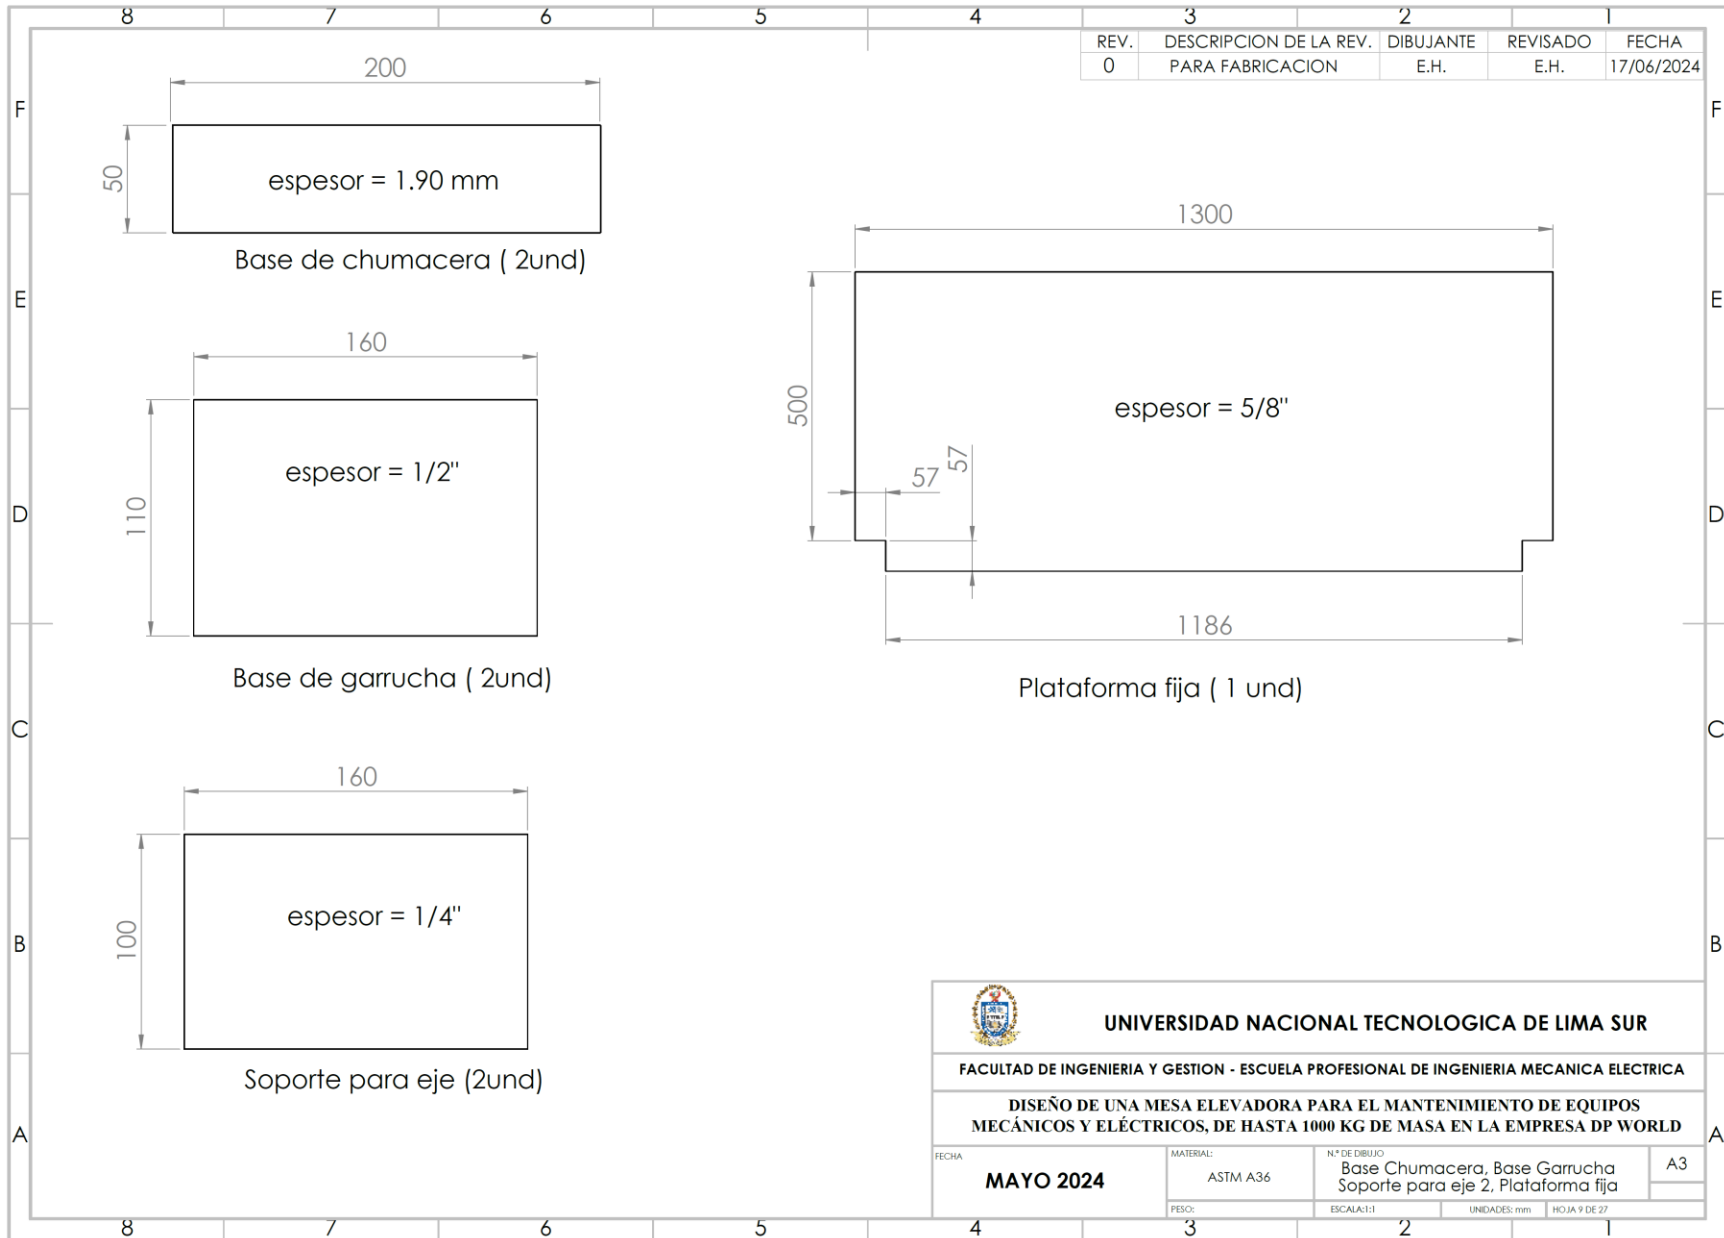 8 7 6 5 4 3 2 1
REV. DESCRIPCION DE LA REV. DIBUJANTE REVISADO FECHA
0 PARA FABRICACION E.H. E.H. 17/06/2024
F F
E E
D D
C C
B B
A A
200
50
espesor = 1.90 mm
Base de chumacera ( 2und)
160
110
espesor = 1/2"
Base de garrucha ( 2und)
160
100
espesor = 1/4"
Soporte para eje (2und)
1300
500
espesor = 5/8"
57
57
1186
Plataforma fija ( 1 und)
UNIVERSIDAD NACIONAL TECNOLOGICA DE LIMA SUR
FACULTAD DE INGENIERIA Y GESTION - ESCUELA PROFESIONAL DE INGENIERIA MECANICA ELECTRICA
DISEÑO DE UNA MESA ELEVADORA PARA EL MANTENIMIENTO DE EQUIPOS
MECÁNICOS Y ELÉCTRICOS, DE HASTA 1000 KG DE MASA EN LA EMPRESA DP WORLD
FECHA
MAYO 2024
MATERIAL:
ASTM A36
N.º DE DIBUJO
Base Chumacera, Base Garrucha
Soporte para eje 2, Plataforma fija
A3
PESO:
ESCALA:1:1
UNIDADES: mm
HOJA 9 DE 27
8 7 6 5 4 3 2 1